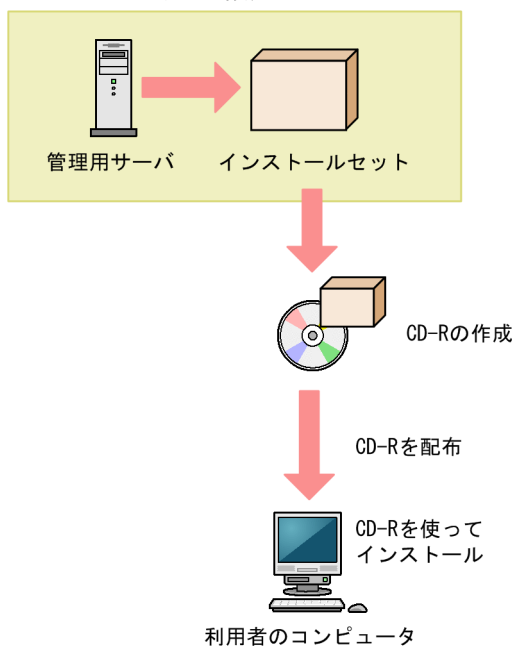 管理用サーバ
インストールセット
CD-Rの作成
CD-Rを配布
CD-Rを使って
インストール
利用者のコンピュータ